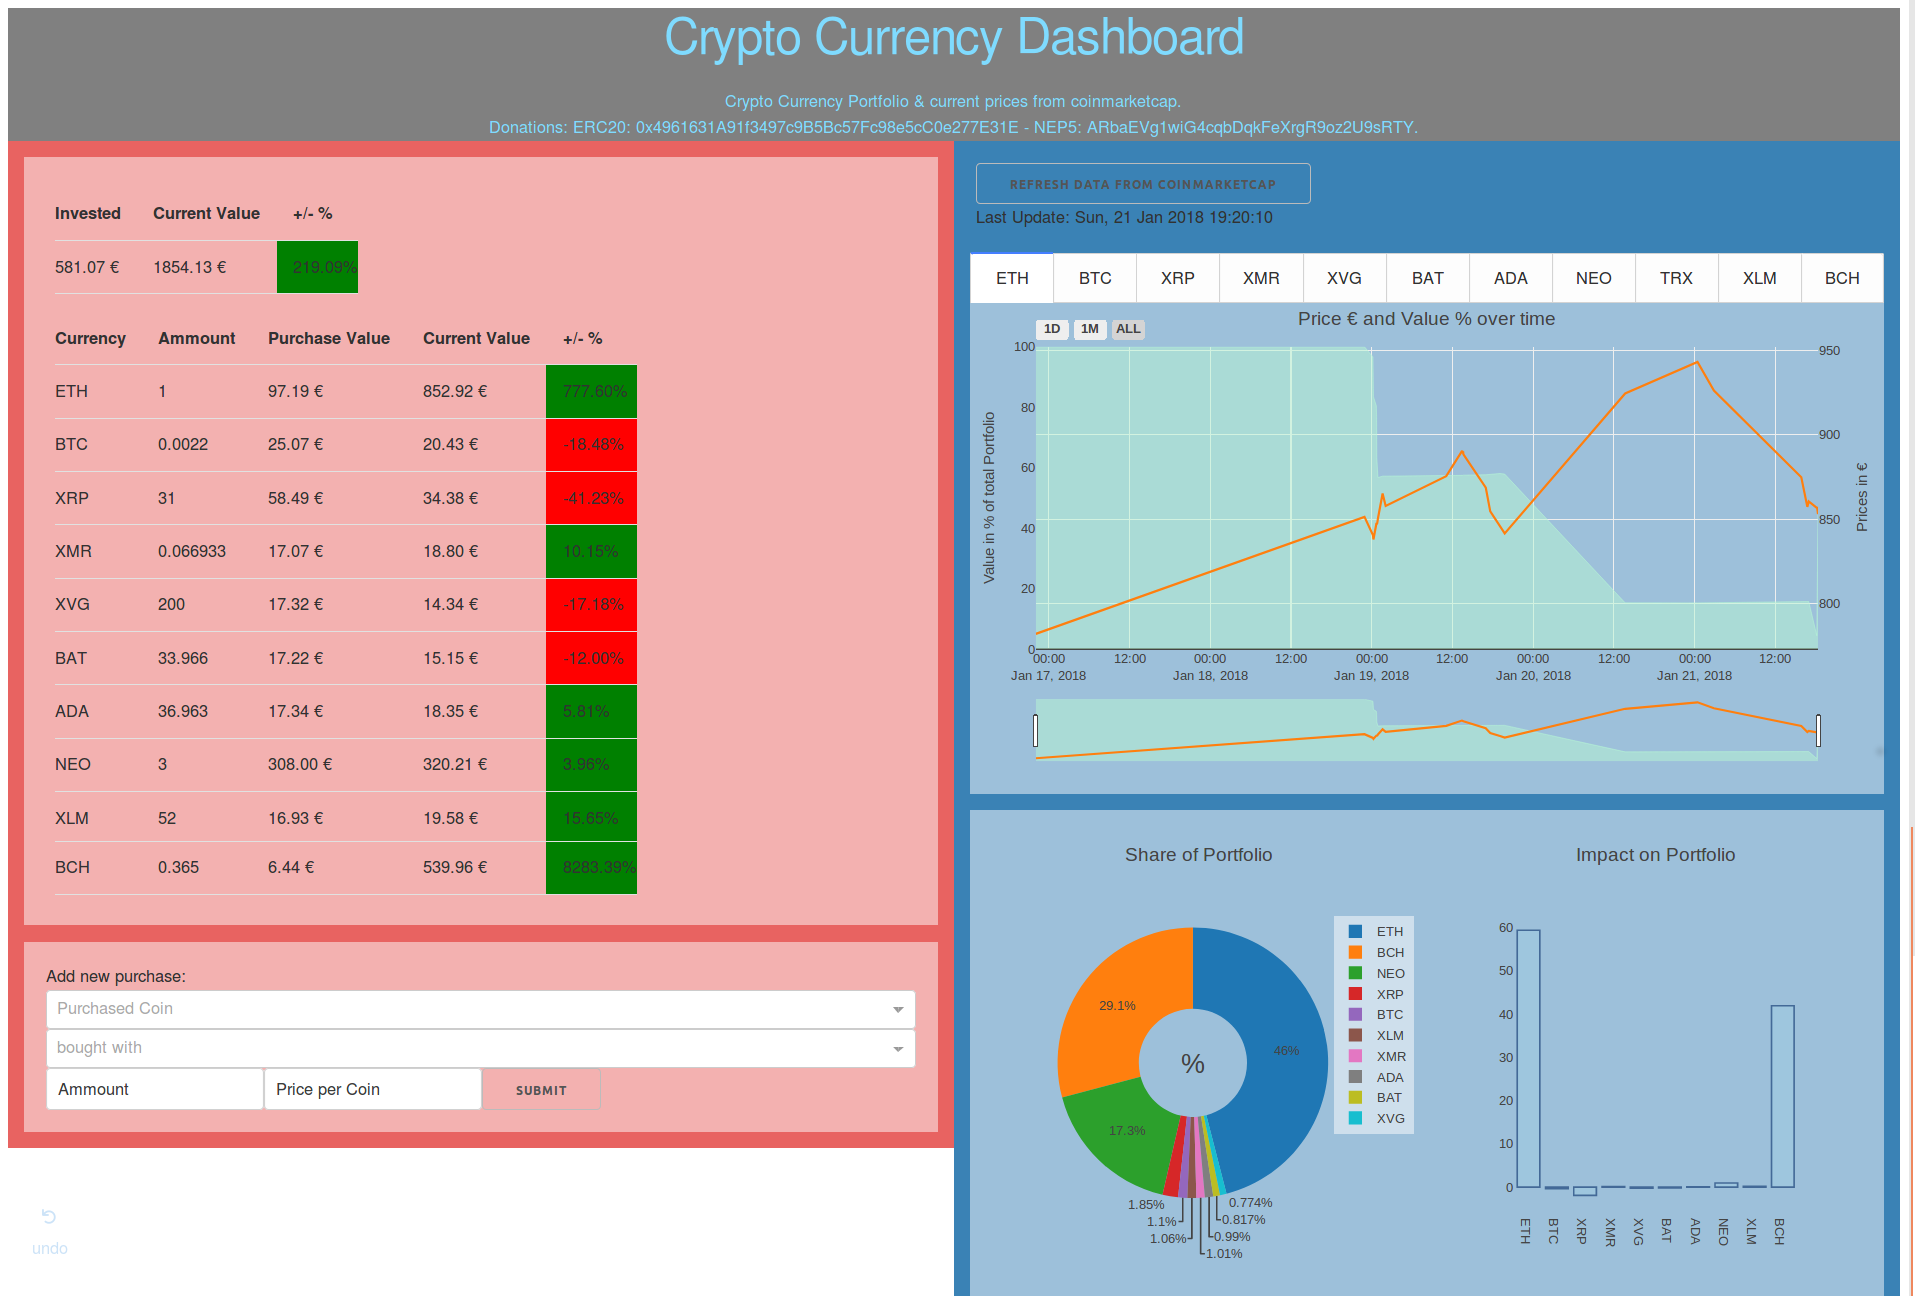 Crypto Currency Dashboard
Crypto Currency Portfolio & current prices from coinmarketcap.
Donations: ERC20: 0x4961631A91f3497c9B5Bc57Fc98e5cC0e277E31E - NEP5: ARbaEVg1wiG4cqbDqkFeXrgR9oz2U9sRTY.
Invested Current Value +/- %
581.07 € 1854.13 € 219.09%
Currency Ammount Purchase Value Current Value +/- %
ETH 1 97.19 € 852.92 € 777.60%
BTC 0.0022 25.07 € 20.43 € -18.48%
XRP 31 58.49 € 34.38 € -41.23%
XMR 0.066933 17.07 € 18.80 € 10.15%
XVG 200 17.32 € 14.34 € -17.18%
BAT 33.966 17.22 € 15.15 € -12.00%
ADA 36.963 17.34 € 18.35 € 5.81%
NEO 3 308.00 € 320.21 € 3.96%
XLM 52 16.93 € 19.58 € 15.65%
BCH 0.365 6.44 € 539.96 € 8283.39%
Add new purchase:
Purchased Coin
bought with
Ammount Price per Coin SUBMIT
undo
REFRESH DATA FROM COINMARKETCAP
Last Update: Sun, 21 Jan 2018 19:20:10
ETH BTC XRP XMR XVG BAT ADA NEO TRX XLM BCH
Price € and Value % over time
1D 1M ALL
Value in % of total Portfolio
100
80
60
40
20
0
950
900
850
800
Prices in €
00:00 12:00 00:00 12:00 00:00 12:00 00:00 12:00 00:00 12:00
Jan 17, 2018 Jan 18, 2018 Jan 19, 2018 Jan 20, 2018 Jan 21, 2018
Share of Portfolio
29.1%
46%
17.3%
%
1.85%
1.1%
1.06%
0.774%
0.817%
0.99%
1.01%
ETH
BCH
NEO
XRP
BTC
XLM
XMR
ADA
BAT
XVG
Impact on Portfolio
60
50
40
30
20
10
0
ETH BTC XRP XMR XVG BAT ADA NEO XLM BCH